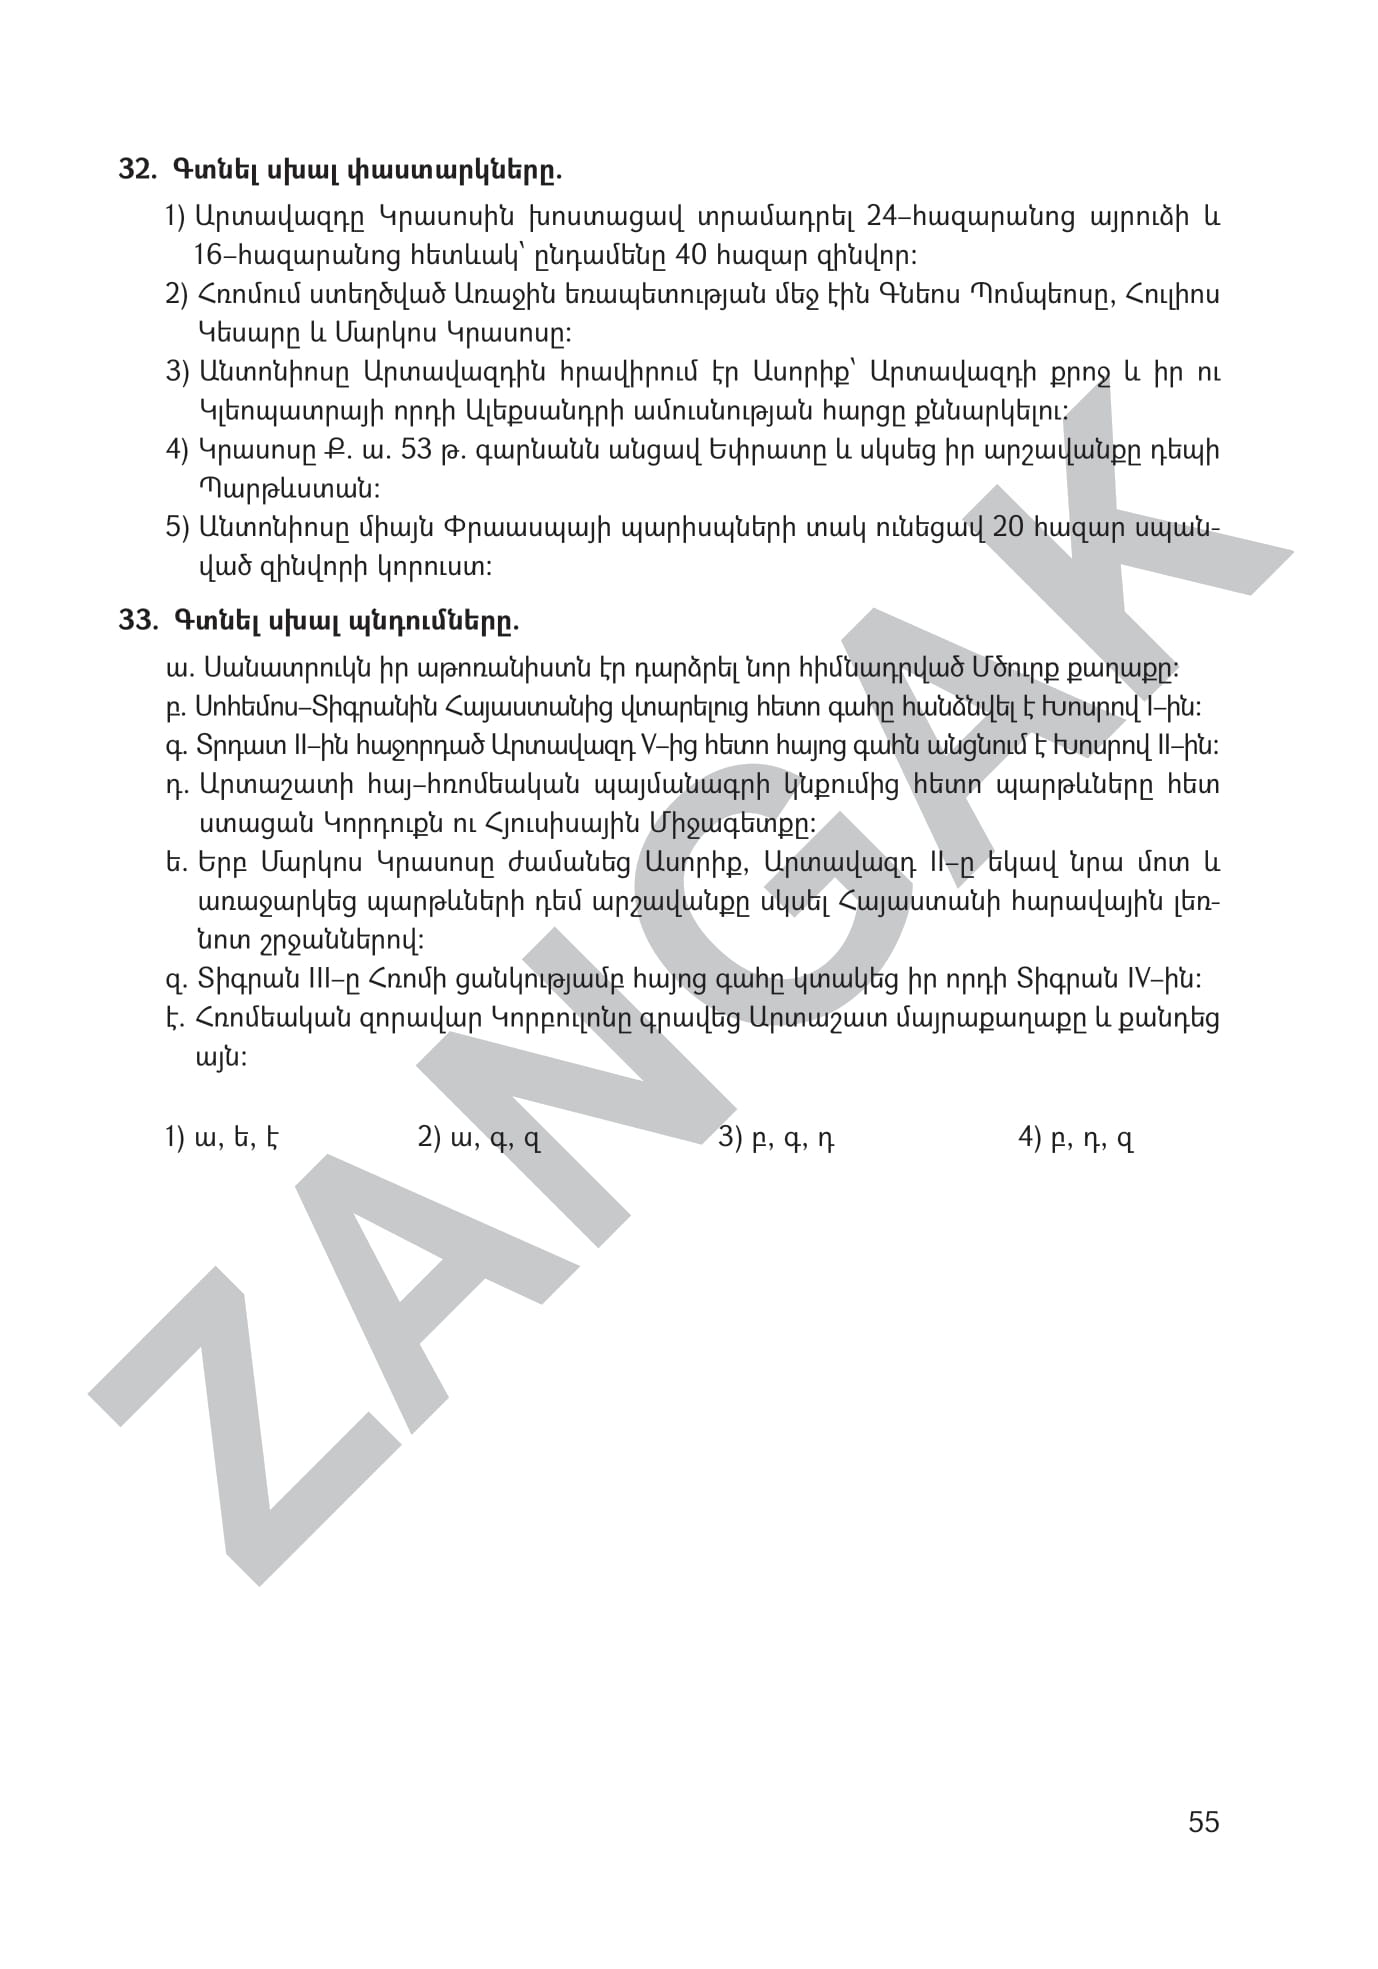 32. Գտնել սխալ փաստարկները.
1) Արտավազդը Կրասոսին խոստացավ տրամադրել 24–հազարանոց այրուձի և
16–հազարանոց հետևակ՝ ընդամենը 40 հազար զինվոր:
2) Հռոմում ստեղծված Առաջին եռապետության մեջ էին Գնեոս Պոմպեոսը, Հուլիոս
Կեսարը և Մարկոս Կրասոսը:
3) Անտոնիոսը Արտավազդին հրավիրում էր Ասորիք՝ Արտավազդի քրոջ և իր ու
Կլեոպատրայի որդի Ալեքսանդրի ամուսնության հարցը քննարկելու:
4) Կրասոսը Ք. ա. 53 թ. գարնանն անցավ Եփրատը և սկսեց իր արշավանքը դեպի
Պարթևստան:
5) Անտոնիոսը միայն Փրաասպայի պարիսպների տակ ունեցավ 20 հազար սպան-
ված զինվորի կորուստ:
33. Գտնել սխալ պնդումները.
ա. Սանատրուկն իր աթոռանիստն էր դարձրել նոր հիմնադրված Մծուրք քաղաքը:
բ. Սոհեմոս–Տիգրանին Հայաստանից վտարելուց հետո գահը հանձնվել է Խոսրով I–ին:
գ. Տրդատ II–ին հաջորդած Արտավազդ V–ից հետո հայոց գահն անցնում է Խոսրով II–ին:
դ. Արտաշատի հայ–հռոմեական պայմանագրի կնքումից հետո պարթևները հետ
ստացան Կորդուքն ու Հյուսիսային Միջագետքը:
ե. Երբ Մարկոս Կրասոսը ժամանեց Ասորիք, Արտավազդ II–ը եկավ նրա մոտ և
առաջարկեց պարթևների դեմ արշավանքը սկսել Հայաստանի հարավային լեռ-
նոտ շրջաններով:
զ. Տիգրան III–ը Հռոմի ցանկությամբ հայոց գահը կտակեց իր որդի Տիգրան IV–ին:
է. Հռոմեական զորավար Կորբուլոնը գրավեց Արտաշատ մայրաքաղաքը և քանդեց
այն:
1) ա, ե, է 2) ա, գ, զ 3) բ, գ, դ 4) բ, դ, զ
ZANGAK
55